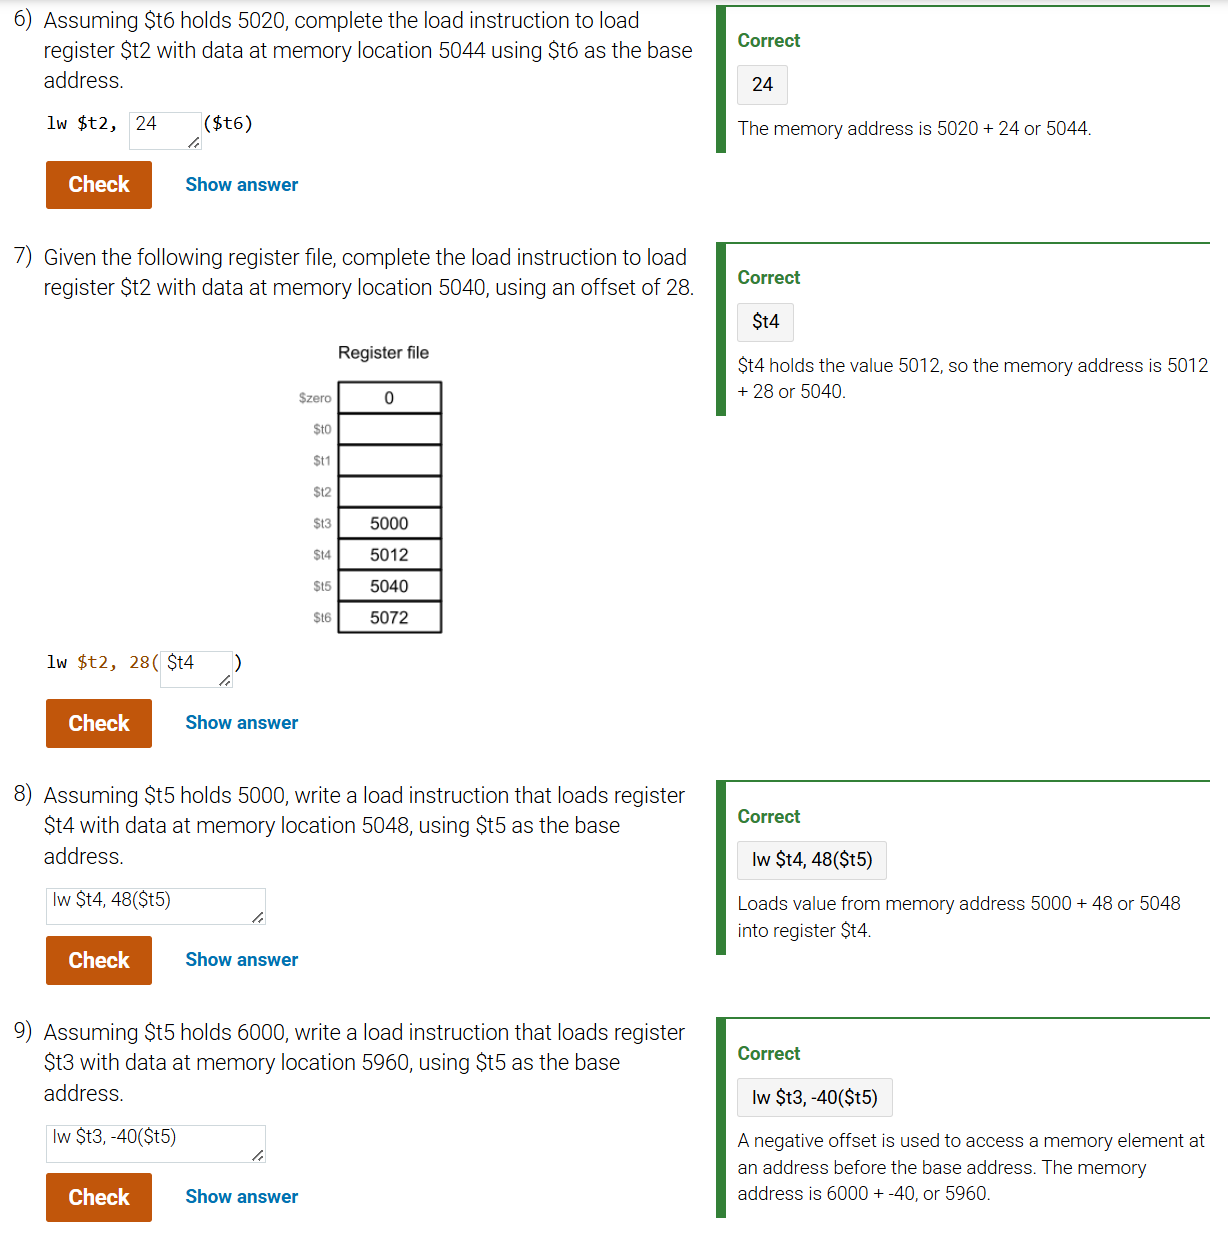 6) Assuming $t6 holds 5020, complete the load instruction to load
register $t2 with data at memory location 5044 using $t6 as the base
address.
lw $t2, 24 ($t6)
Check Show answer
Correct
24
The memory address is 5020 + 24 or 5044.
7) Given the following register file, complete the load instruction to load
register $t2 with data at memory location 5040, using an offset of 28.
Register file
$zero 0
$t0
$t1
$t2
$t3 5000
$t4 5012
$t5 5040
$t6 5072
lw $t2, 28( $t4 )
Check Show answer
Correct
$t4
$t4 holds the value 5012, so the memory address is 5012
+ 28 or 5040.
8) Assuming $t5 holds 5000, write a load instruction that loads register
$t4 with data at memory location 5048, using $t5 as the base
address.
lw $t4, 48($t5)
Check Show answer
Correct
lw $t4, 48($t5)
Loads value from memory address 5000 + 48 or 5048
into register $t4.
9) Assuming $t5 holds 6000, write a load instruction that loads register
$t3 with data at memory location 5960, using $t5 as the base
address.
lw $t3, -40($t5)
Check Show answer
Correct
lw $t3, -40($t5)
A negative offset is used to access a memory element at
an address before the base address. The memory
address is 6000 + -40, or 5960.